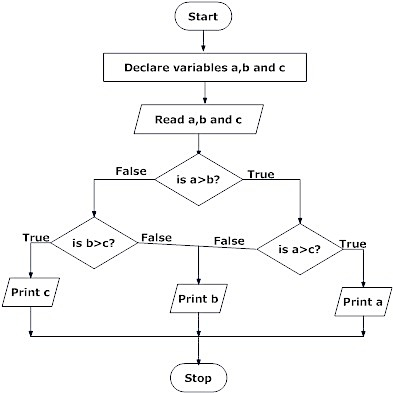 Start
Declare variables a,b and c
Read a,b and c
is a>b?
False
True
is b>c?
True
False
is a>c?
False
True
Print c
Print b
Print a
Stop